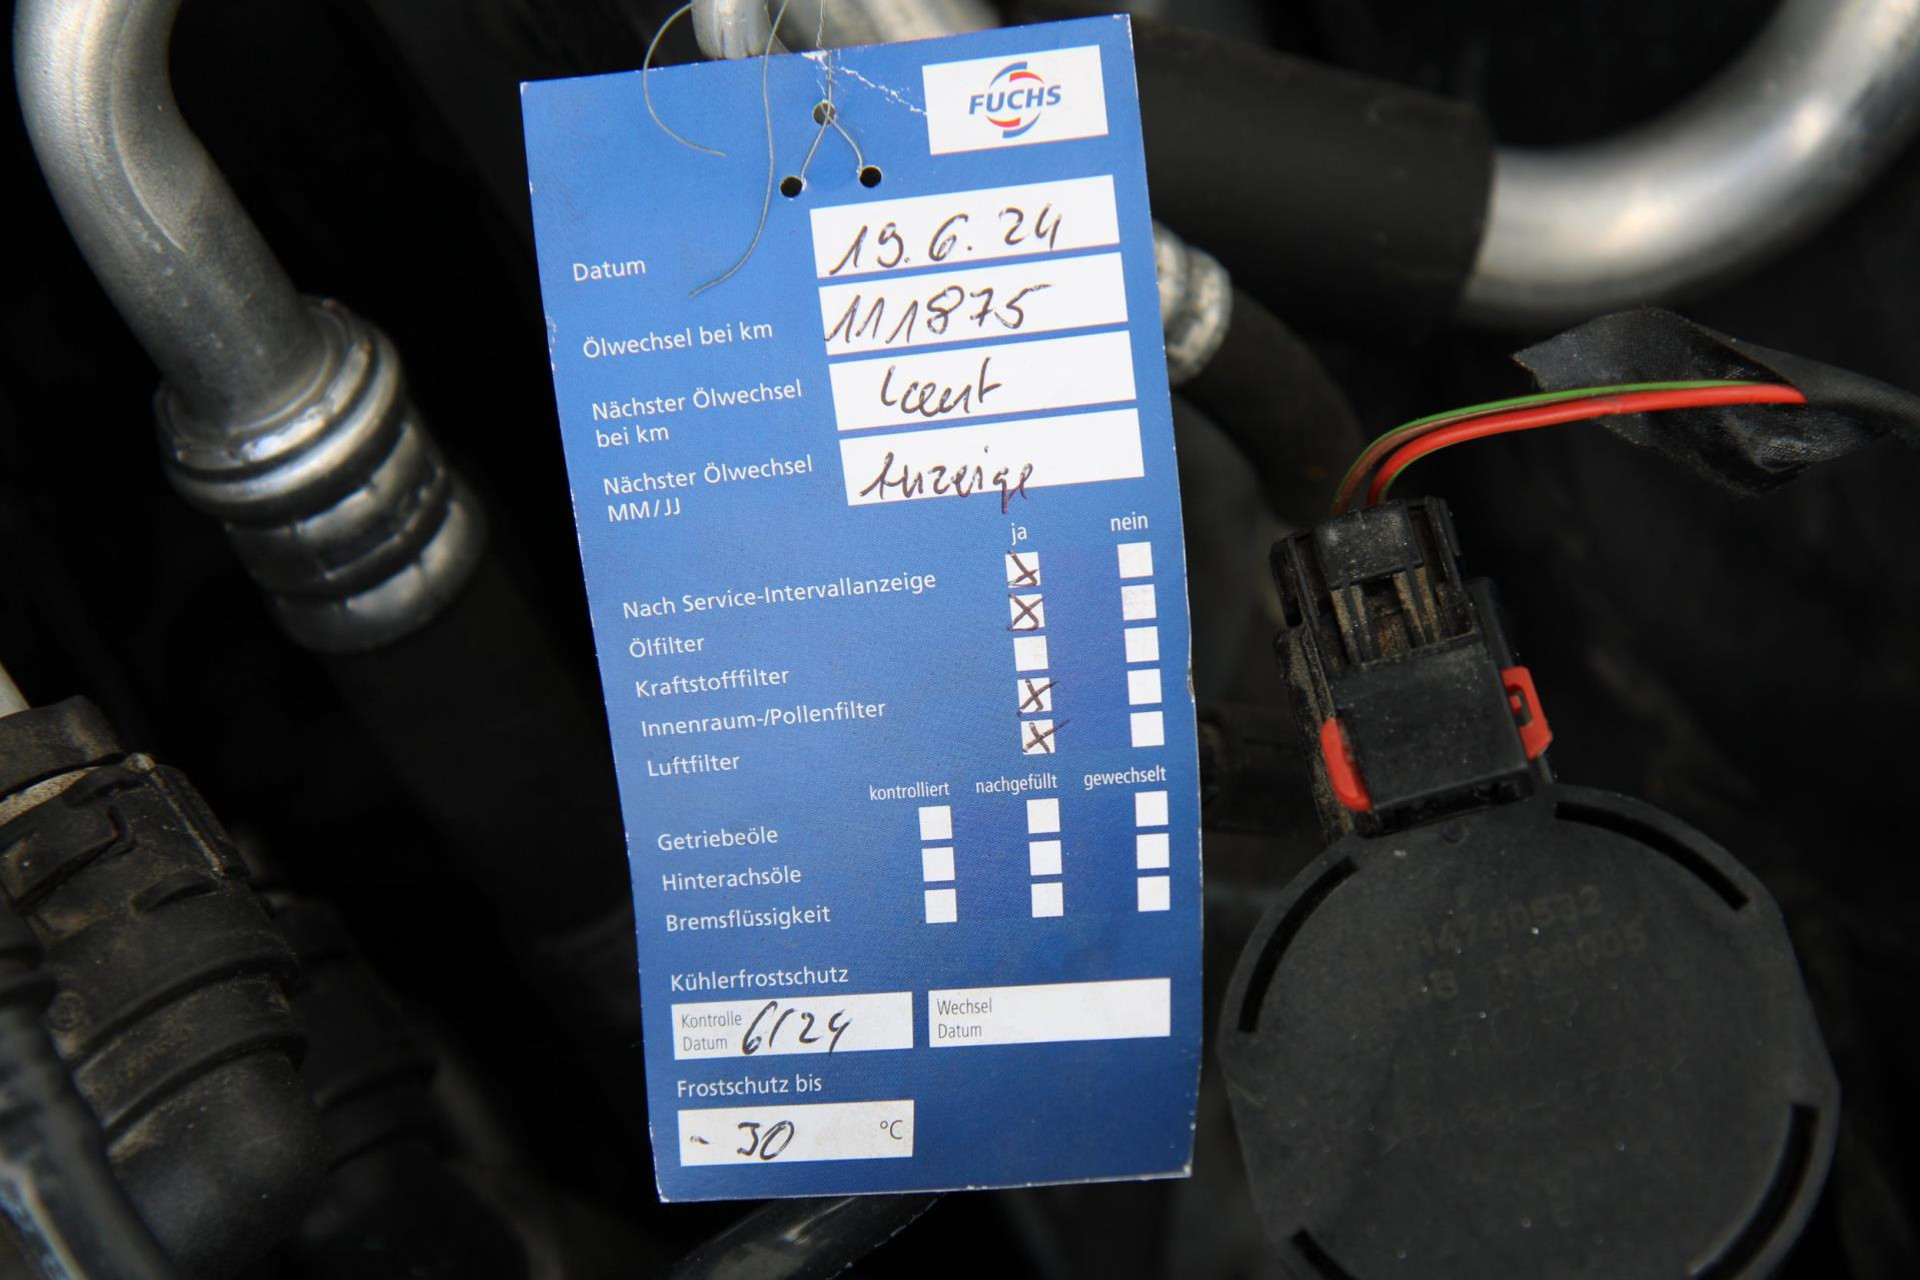 FUCHS
Datum 19.6.24
Ölwechsel bei km 111875
Nächster Ölwechsel
bei km laut
Nächster Ölwechsel
MM/JJ Anzeige
ja nein
Nach Service-Intervallanzeige
Ölfilter
Kraftstofffilter
Innenraum-/Pollenfilter
Luftfilter
kontrolliert nachgefüllt gewechselt
Getriebeöle
Hinterachsöle
Bremsflüssigkeit
Kühlerfrostschutz
Kontrolle
Datum 6/24
Wechsel
Datum
Frostschutz bis
- 30 °C